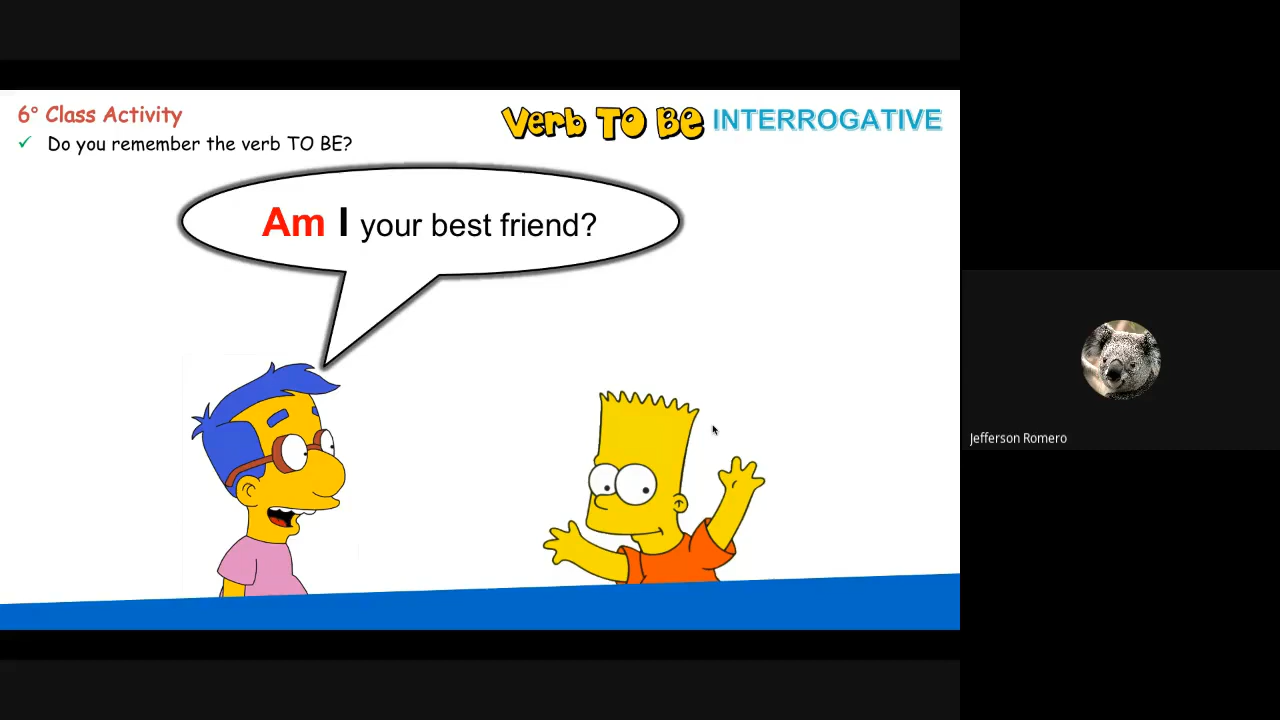 6° Class Activity
Verb TO BE INTERROGATIVE
✓ Do you remember the verb TO BE?
Am I your best friend?
Jefferson Romero